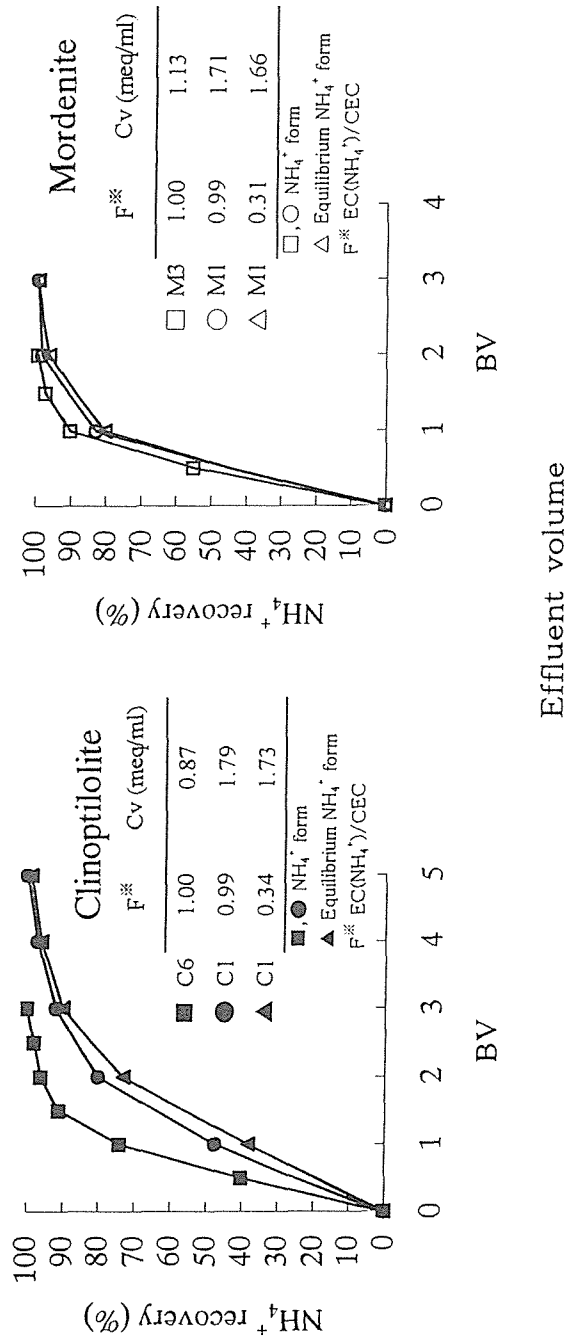 Clinoptilolite
F※ Cv (meq/ml)
■ C6 1.00 0.87
● C1 0.99 1.79
▲ C1 0.34 1.73
■,● NH₄⁺ form
▲ Equilibrium NH₄⁺ form
F※ EC(NH₄⁺)/CEC
NH₄⁺ recovery (%)
100
90
80
70
60
50
40
30
20
10
0
0 1 2 3 4 5
BV
Mordenite
F※ Cv (meq/ml)
□ M3 1.00 1.13
○ M1 0.99 1.71
△ M1 0.31 1.66
□,○ NH₄⁺ form
△ Equilibrium NH₄⁺ form
F※ EC(NH₄⁺)/CEC
NH₄⁺ recovery (%)
100
90
80
70
60
50
40
30
20
10
0
0 1 2 3 4
BV
Effluent volume